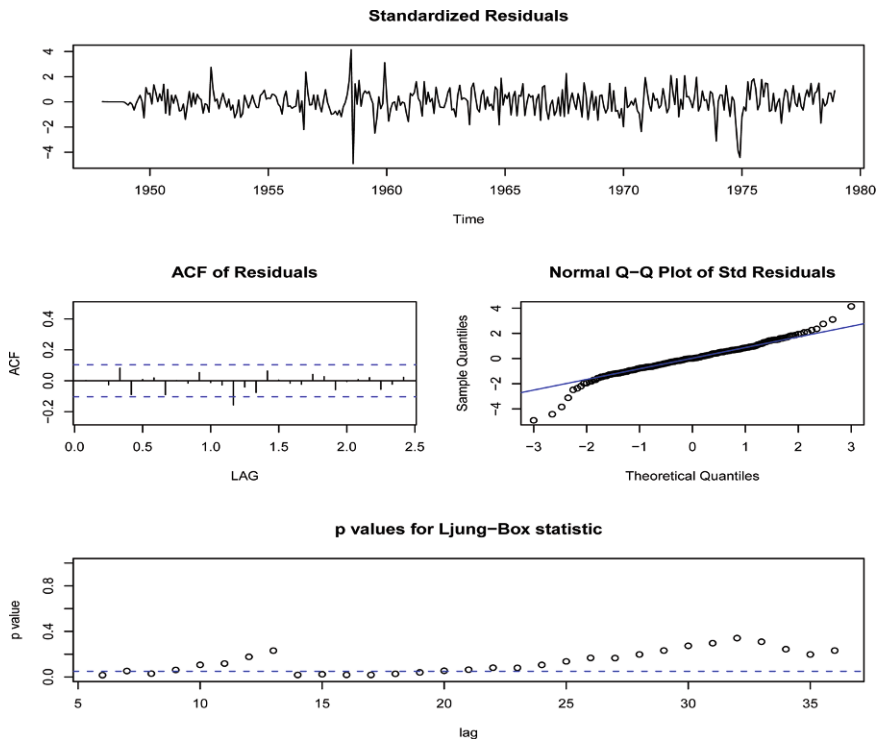 Standardized Residuals
4
2
0
−2
−4
1950 1955 1960 1965 1970 1975 1980
Time
ACF of Residuals
ACF
0.4
0.2
0.0
−0.2
0.0 0.5 1.0 1.5 2.0 2.5
LAG
Normal Q−Q Plot of Std Residuals
Sample Quantiles
4
2
0
−2
−4
−3 −2 −1 0 1 2 3
Theoretical Quantiles
p values for Ljung−Box statistic
p value
0.8
0.4
0.0
5 10 15 20 25 30 35
lag